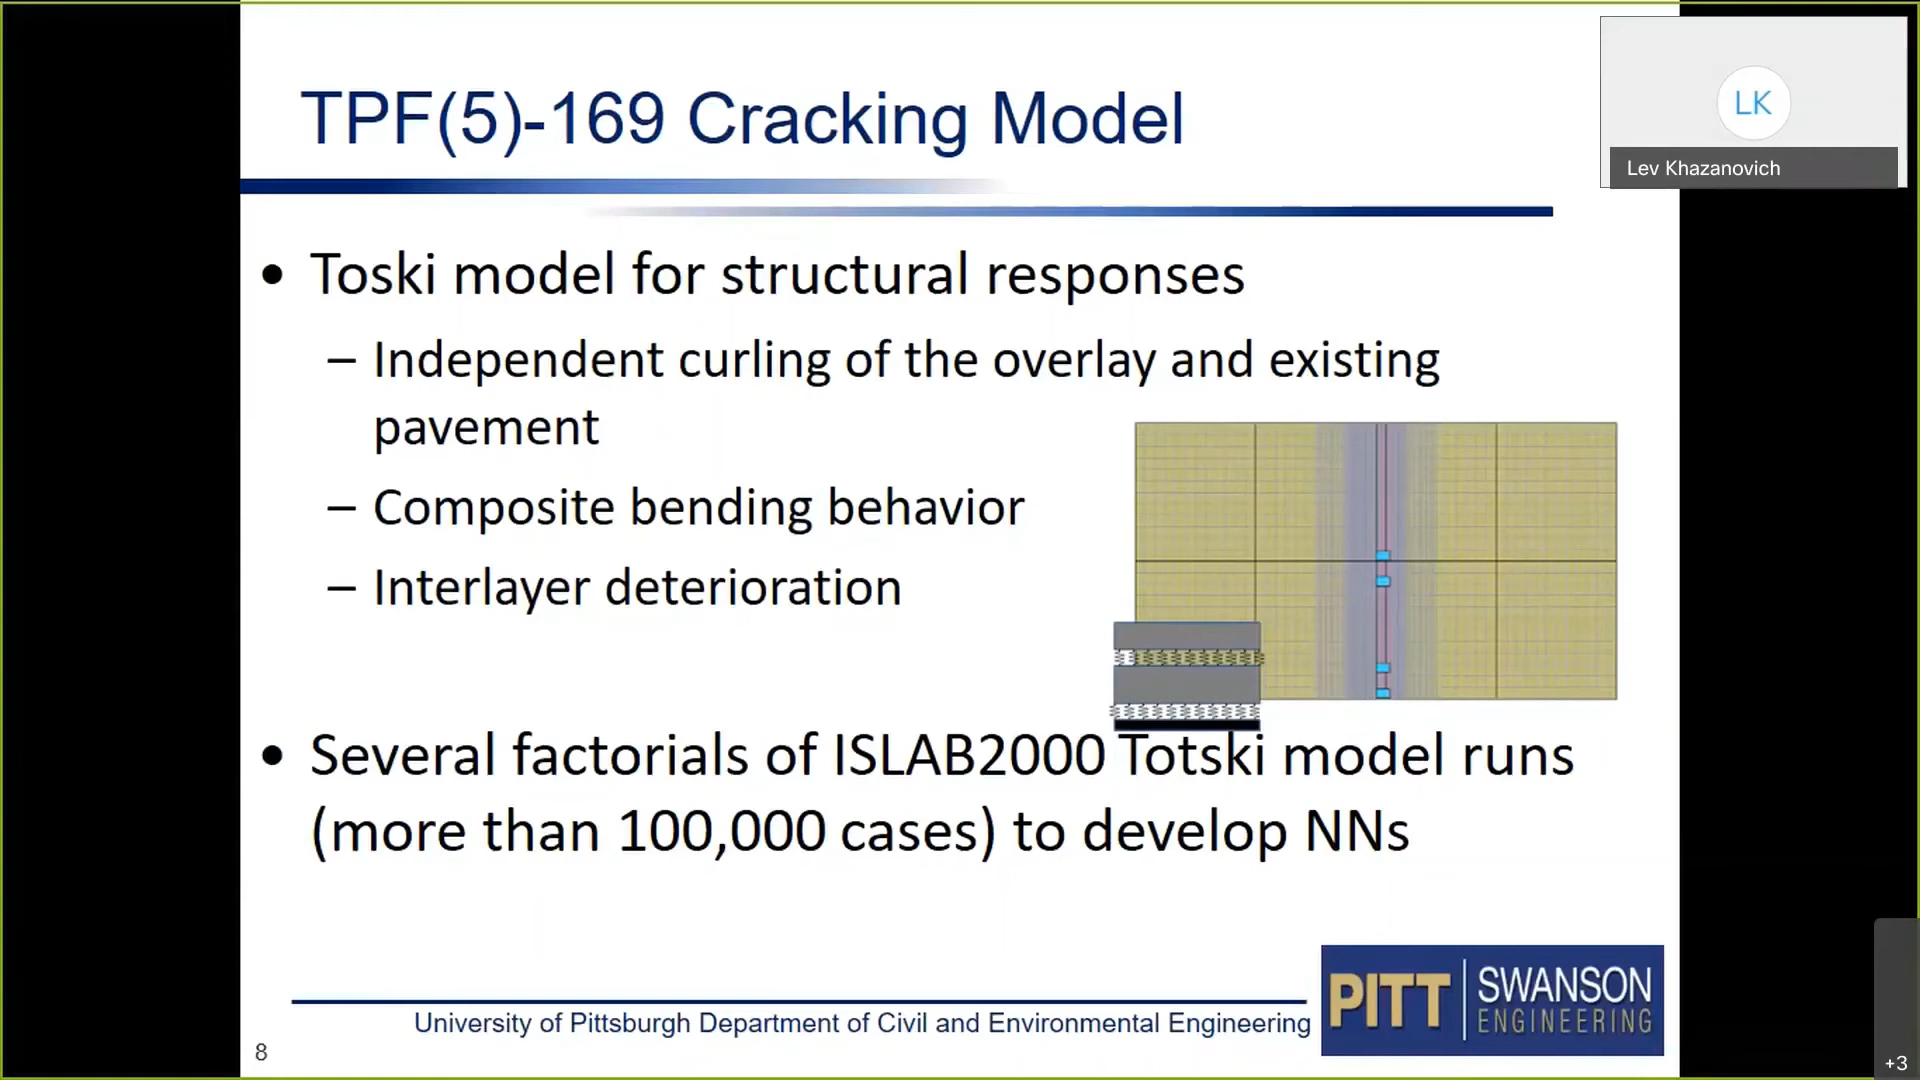 TPF(5)-169 Cracking Model
LK
Lev Khazanovich
• Toski model for structural responses
– Independent curling of the overlay and existing
pavement
– Composite bending behavior
– Interlayer deterioration
• Several factorials of ISLAB2000 Totski model runs
(more than 100,000 cases) to develop NNs
University of Pittsburgh Department of Civil and Environmental Engineering
PITT
SWANSON
ENGINEERING
8
+3